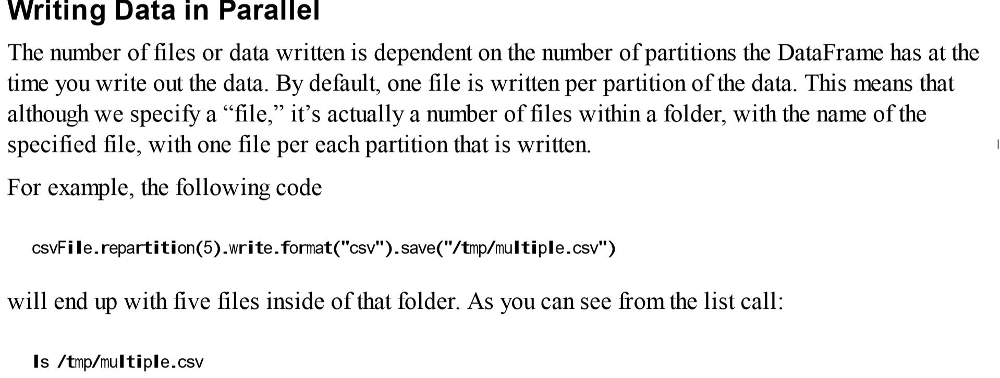 Writing Data in Parallel
The number of files or data written is dependent on the number of partitions the DataFrame has at the
time you write out the data. By default, one file is written per partition of the data. This means that
although we specify a “file,” it’s actually a number of files within a folder, with the name of the
specified file, with one file per each partition that is written.
For example, the following code
csvFile.repartition(5).write.format("csv").save("/tmp/multiple.csv")
will end up with five files inside of that folder. As you can see from the list call:
ls /tmp/multiple.csv